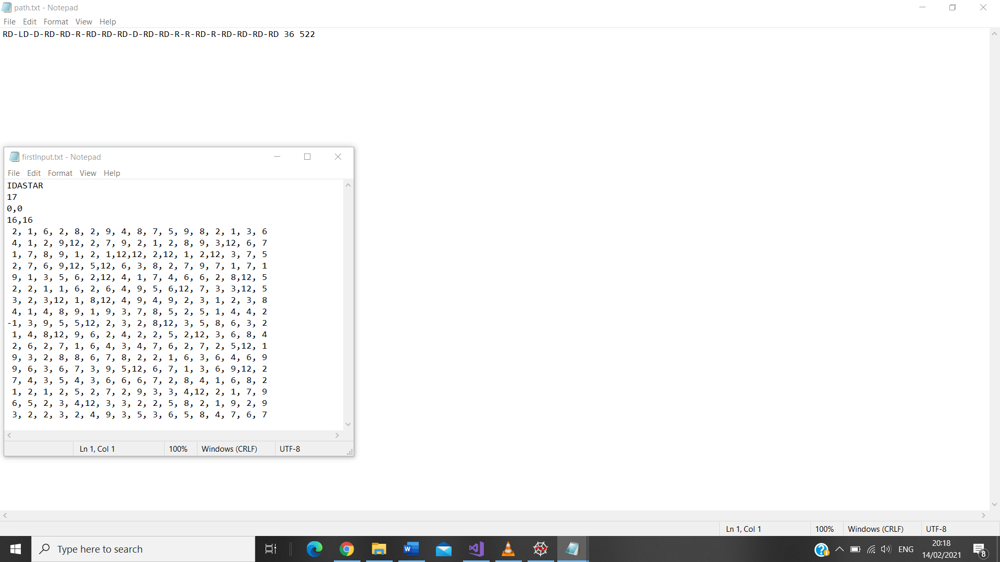 path.txt - Notepad
File Edit Format View Help
RD-LD-D-RD-RD-R-RD-RD-RD-D-RD-RD-R-R-RD-R-RD-RD-RD-RD 36 522
firstInput.txt - Notepad
File Edit Format View Help
IDASTAR
17
0,0
16,16
2, 1, 6, 2, 8, 2, 9, 4, 8, 7, 5, 9, 8, 2, 1, 3, 6
4, 1, 2, 9,12, 2, 7, 9, 2, 1, 2, 8, 9, 3,12, 6, 7
1, 7, 8, 9, 1, 2, 1,12,12, 2,12, 1, 2,12, 3, 7, 5
2, 7, 6, 9,12, 5,12, 6, 3, 8, 2, 7, 9, 7, 1, 7, 1
9, 1, 3, 5, 6, 2,12, 4, 1, 7, 4, 6, 6, 2, 8,12, 5
2, 2, 1, 1, 6, 2, 6, 4, 9, 5, 6,12, 7, 3, 3,12, 5
3, 2, 3,12, 1, 8,12, 4, 9, 4, 9, 2, 3, 1, 2, 3, 8
4, 1, 4, 8, 9, 1, 9, 3, 7, 8, 5, 2, 5, 1, 4, 4, 2
-1, 3, 9, 5, 5,12, 2, 3, 2, 8,12, 3, 5, 8, 6, 3, 2
1, 4, 8,12, 9, 6, 2, 4, 2, 2, 5, 2,12, 3, 6, 8, 4
2, 6, 2, 7, 1, 6, 4, 3, 4, 7, 6, 2, 7, 2, 5,12, 1
9, 3, 2, 8, 8, 6, 7, 8, 2, 2, 1, 6, 3, 6, 4, 6, 9
9, 6, 3, 6, 7, 3, 9, 5,12, 6, 7, 1, 3, 6, 9,12, 2
7, 4, 3, 5, 4, 3, 6, 6, 6, 7, 2, 8, 4, 1, 6, 8, 2
1, 2, 1, 2, 5, 2, 7, 2, 9, 3, 3, 4,12, 2, 1, 7, 9
6, 5, 2, 3, 4,12, 3, 3, 2, 2, 5, 8, 2, 1, 9, 2, 9
3, 2, 2, 3, 2, 4, 9, 3, 5, 3, 6, 5, 8, 4, 7, 6, 7
Ln 1, Col 1 100% Windows (CRLF) UTF-8
Ln 1, Col 1 100% Windows (CRLF) UTF-8
Type here to search
ENG
20:18
14/02/2021
8